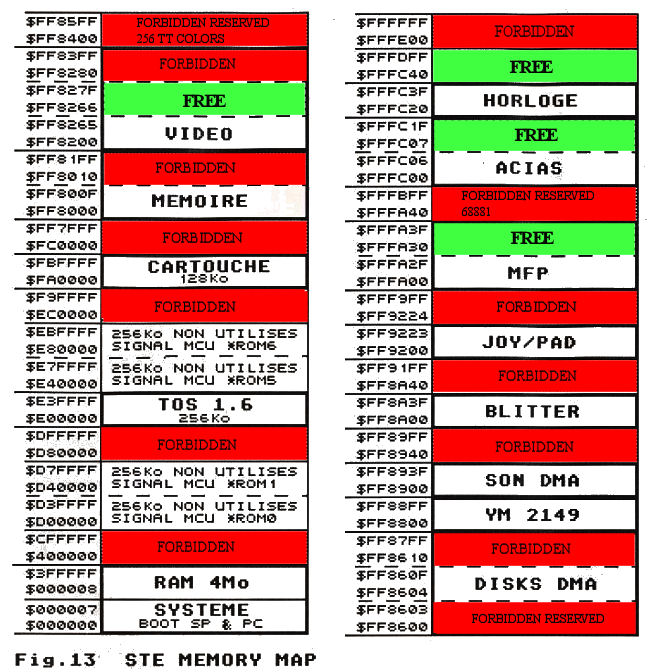 $FF85FF
$FF8400
FORBIDDEN RESERVED
256 TT COLORS
$FF83FF
$FF8280
FORBIDDEN
$FF827F
$FF8266
FREE
$FF8265
$FF8200
VIDEO
$FF81FF
$FF8010
FORBIDDEN
$FF800F
$FF8000
MEMOIRE
$FF7FFF
$FC0000
FORBIDDEN
$FBFFFF
$FA0000
CARTOUCHE
128Ko
$F9FFFF
$EC0000
FORBIDDEN
$EBFFFF
$E80000
256Ko NON UTILISES
SIGNAL MCU *ROM6
$E7FFFF
$E40000
256Ko NON UTILISES
SIGNAL MCU *ROM5
$E3FFFF
$E00000
TOS 1.6
256Ko
$DFFFFF
$D80000
FORBIDDEN
$D7FFFF
$D40000
256Ko NON UTILISES
SIGNAL MCU *ROM1
$D3FFFF
$D00000
256Ko NON UTILISES
SIGNAL MCU *ROM0
$CFFFFF
$400000
FORBIDDEN
$3FFFFF
$000008
RAM 4Mo
$000007
$000000
SYSTEME
BOOT SP & PC
$FFFFFF
$FFFE00
FORBIDDEN
$FFFDFF
$FFFC40
FREE
$FFFC3F
$FFFC20
HORLOGE
$FFFC1F
$FFFC07
FREE
$FFFC06
$FFFC00
ACIAS
$FFFBFF
$FFFA40
FORBIDDEN RESERVED
68881
$FFFA3F
$FFFA30
FREE
$FFFA2F
$FFFA00
MFP
$FFF9FF
$FF9224
FORBIDDEN
$FF9223
$FF9200
JOY/PAD
$FF91FF
$FF8A40
FORBIDDEN
$FF8A3F
$FF8A00
BLITTER
$FF89FF
$FF8940
FORBIDDEN
$FF893F
$FF8900
SON DMA
$FF88FF
$FF8800
YM 2149
$FF87FF
$FF8610
FORBIDDEN
$FF860F
$FF8604
DISKS DMA
$FF8603
$FF8600
FORBIDDEN RESERVED
Fig.13 STE MEMORY MAP